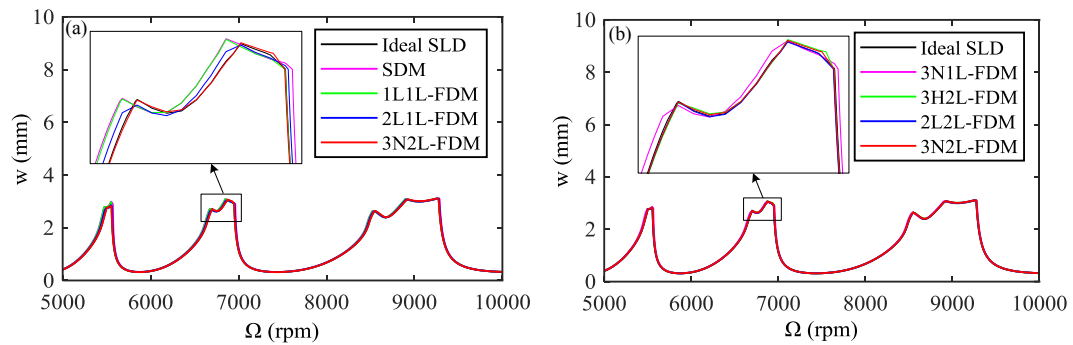 (a)
Ideal SLD
SDM
1L1L-FDM
2L1L-FDM
3N2L-FDM
w (mm)
10
8
6
4
2
0
5000 6000 7000 8000 9000 10000
Ω (rpm)
(b)
Ideal SLD
3N1L-FDM
3H2L-FDM
2L2L-FDM
3N2L-FDM
w (mm)
10
8
6
4
2
0
5000 6000 7000 8000 9000 10000
Ω (rpm)